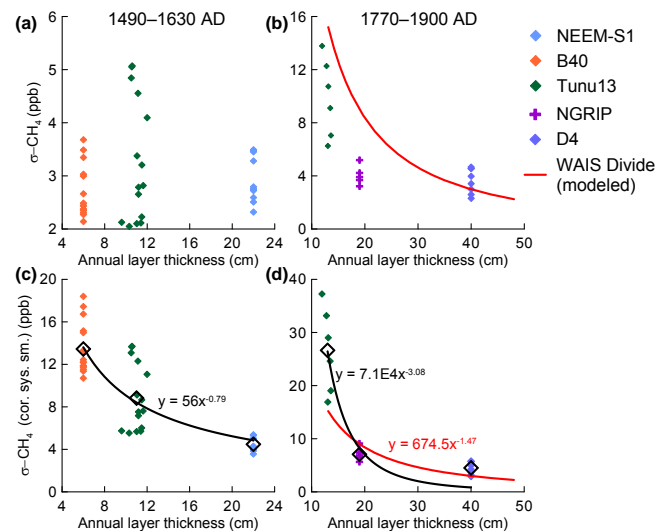 (a)
1490–1630 AD
6
5
4
3
2
σ–CH₄ (ppb)
4
8
12
16
20
24
Annual layer thickness (cm)
(b)
1770–1900 AD
16
12
8
4
0
10
20
30
40
50
Annual layer thickness (cm)
NEEM-S1
B40
Tunu13
NGRIP
D4
WAIS Divide
(modeled)
(c)
20
16
12
8
4
0
σ–CH₄ (cor. sys. sm.) (ppb)
y = 56x⁻⁰·⁷⁹
4
8
12
16
20
24
Annual layer thickness (cm)
(d)
40
30
20
10
0
y = 7.1E4x⁻³·⁰⁸
y = 674.5x⁻¹·⁴⁷
10
20
30
40
50
Annual layer thickness (cm)